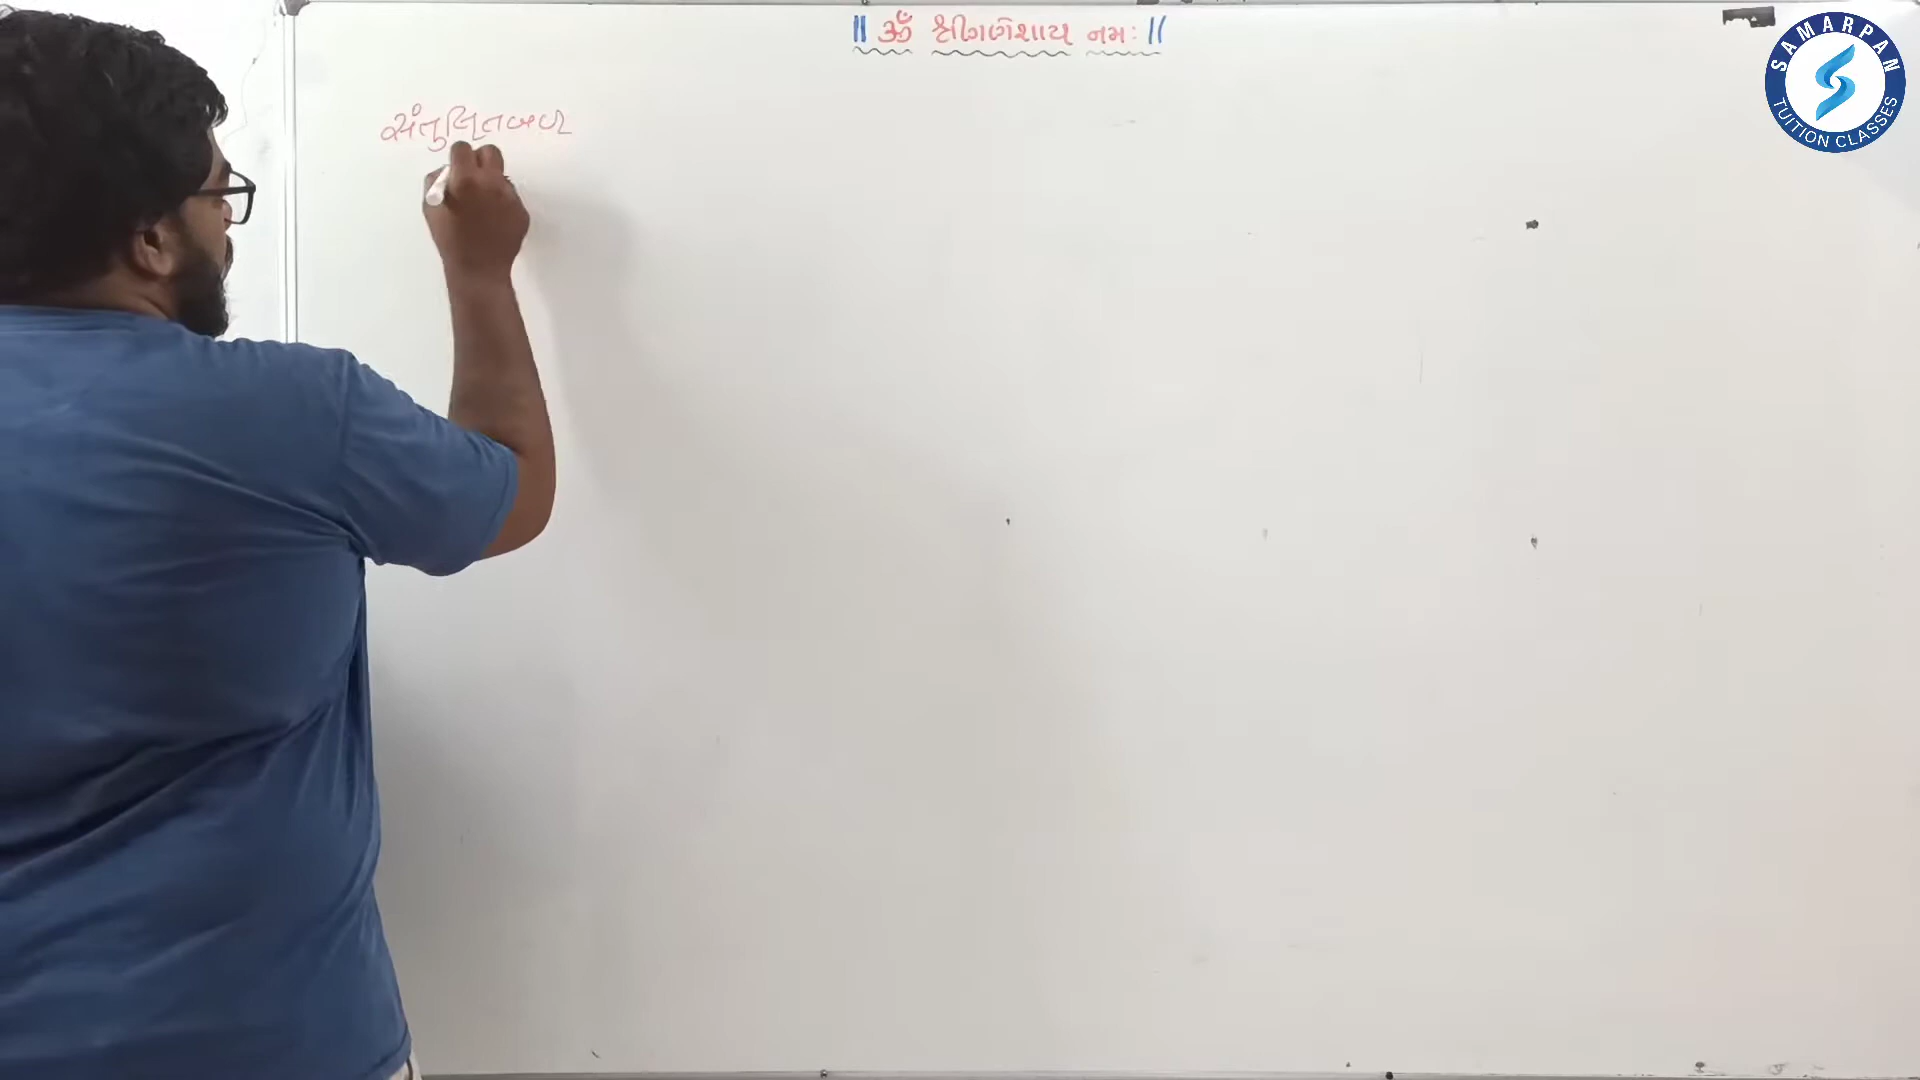 ॥ ૐ શ્રી ગણેશાય નમઃ ॥
SAMARPAN
TUITION CLASSES
સંતુલિતબળ